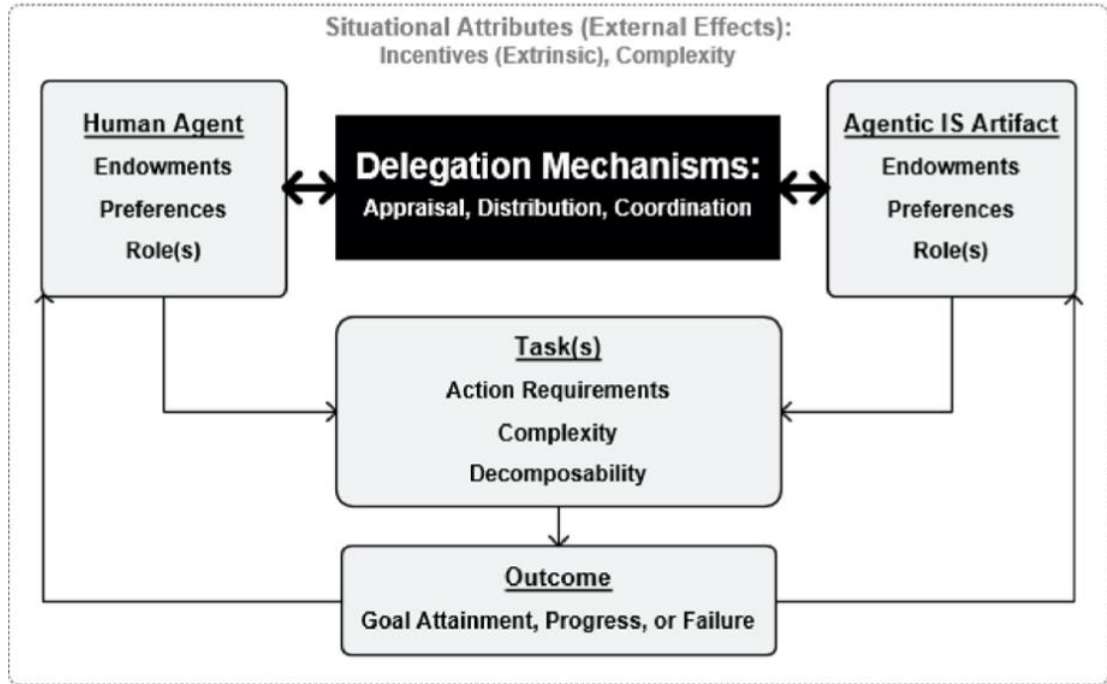 Situational Attributes (External Effects):
Incentives (Extrinsic), Complexity
Human Agent
Endowments
Preferences
Role(s)
Delegation Mechanisms:
Appraisal, Distribution, Coordination
Agentic IS Artifact
Endowments
Preferences
Role(s)
Task(s)
Action Requirements
Complexity
Decomposability
Outcome
Goal Attainment, Progress, or Failure